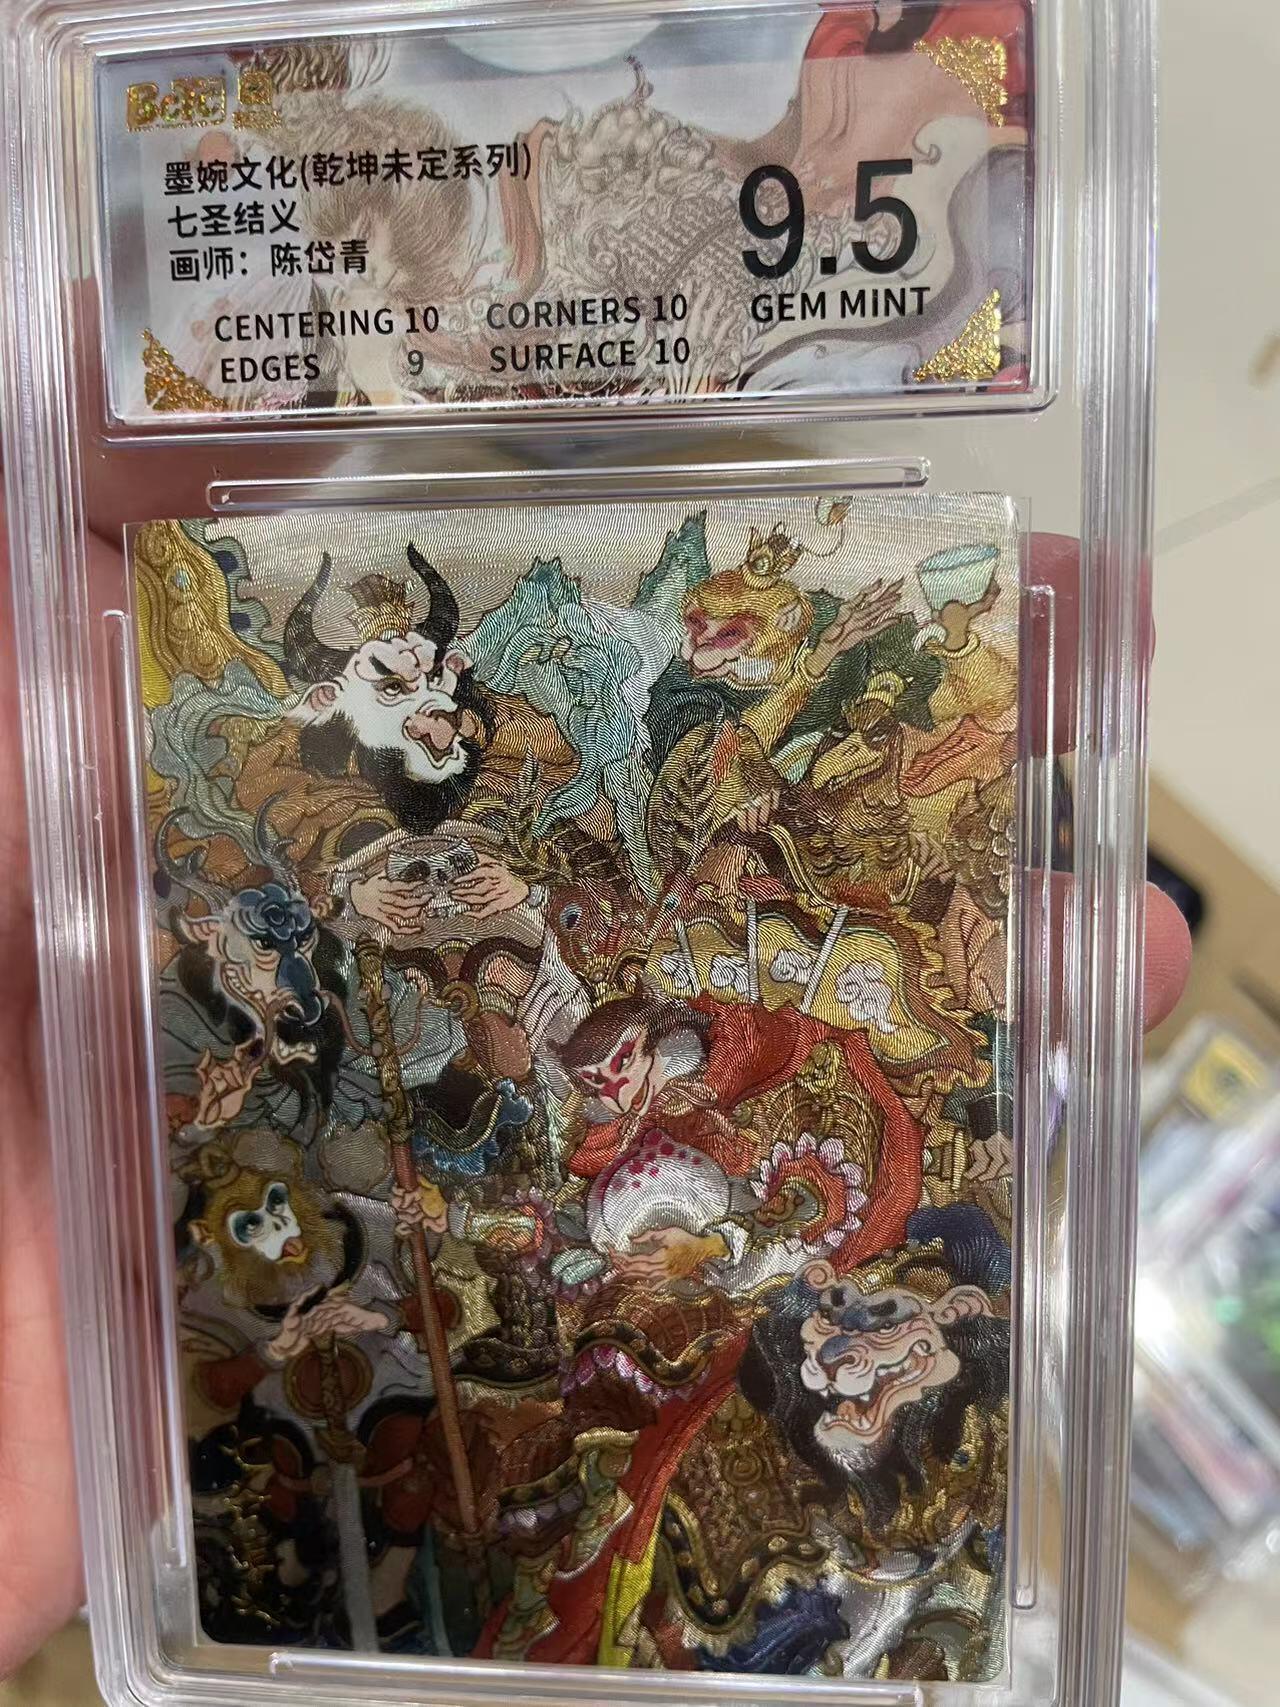 BCTC
墨婉文化(乾坤未定系列)
七圣结义
画师：陈岱青
9.5
GEM MINT
CENTERING 10 CORNERS 10
EDGES 9 SURFACE 10